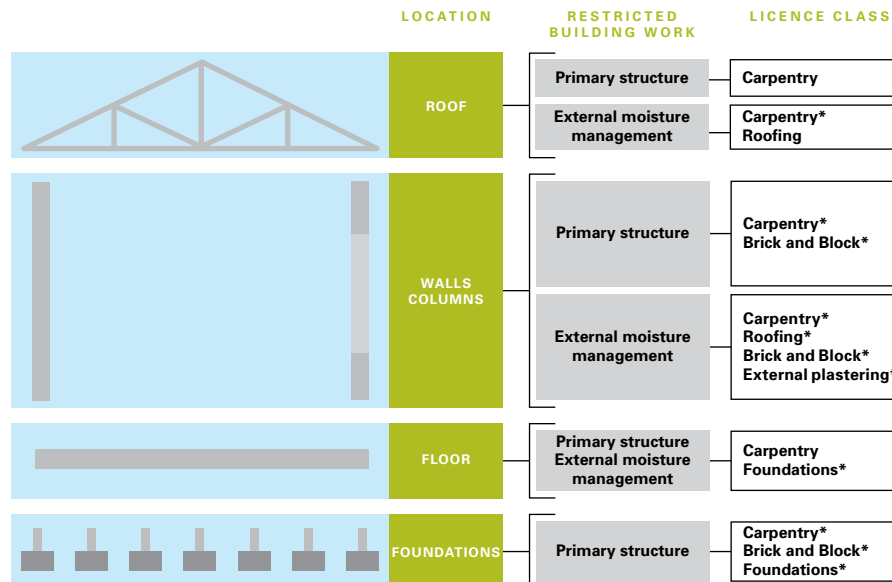 LOCATION
RESTRICTED
BUILDING WORK
LICENCE CLASS
ROOF
Primary structure
Carpentry
External moisture
management
Carpentry*
Roofing
WALLS
COLUMNS
Primary structure
Carpentry*
Brick and Block*
External moisture
management
Carpentry*
Roofing*
Brick and Block*
External plastering*
FLOOR
Primary structure
External moisture
management
Carpentry
Foundations*
FOUNDATIONS
Primary structure
Carpentry*
Brick and Block*
Foundations*